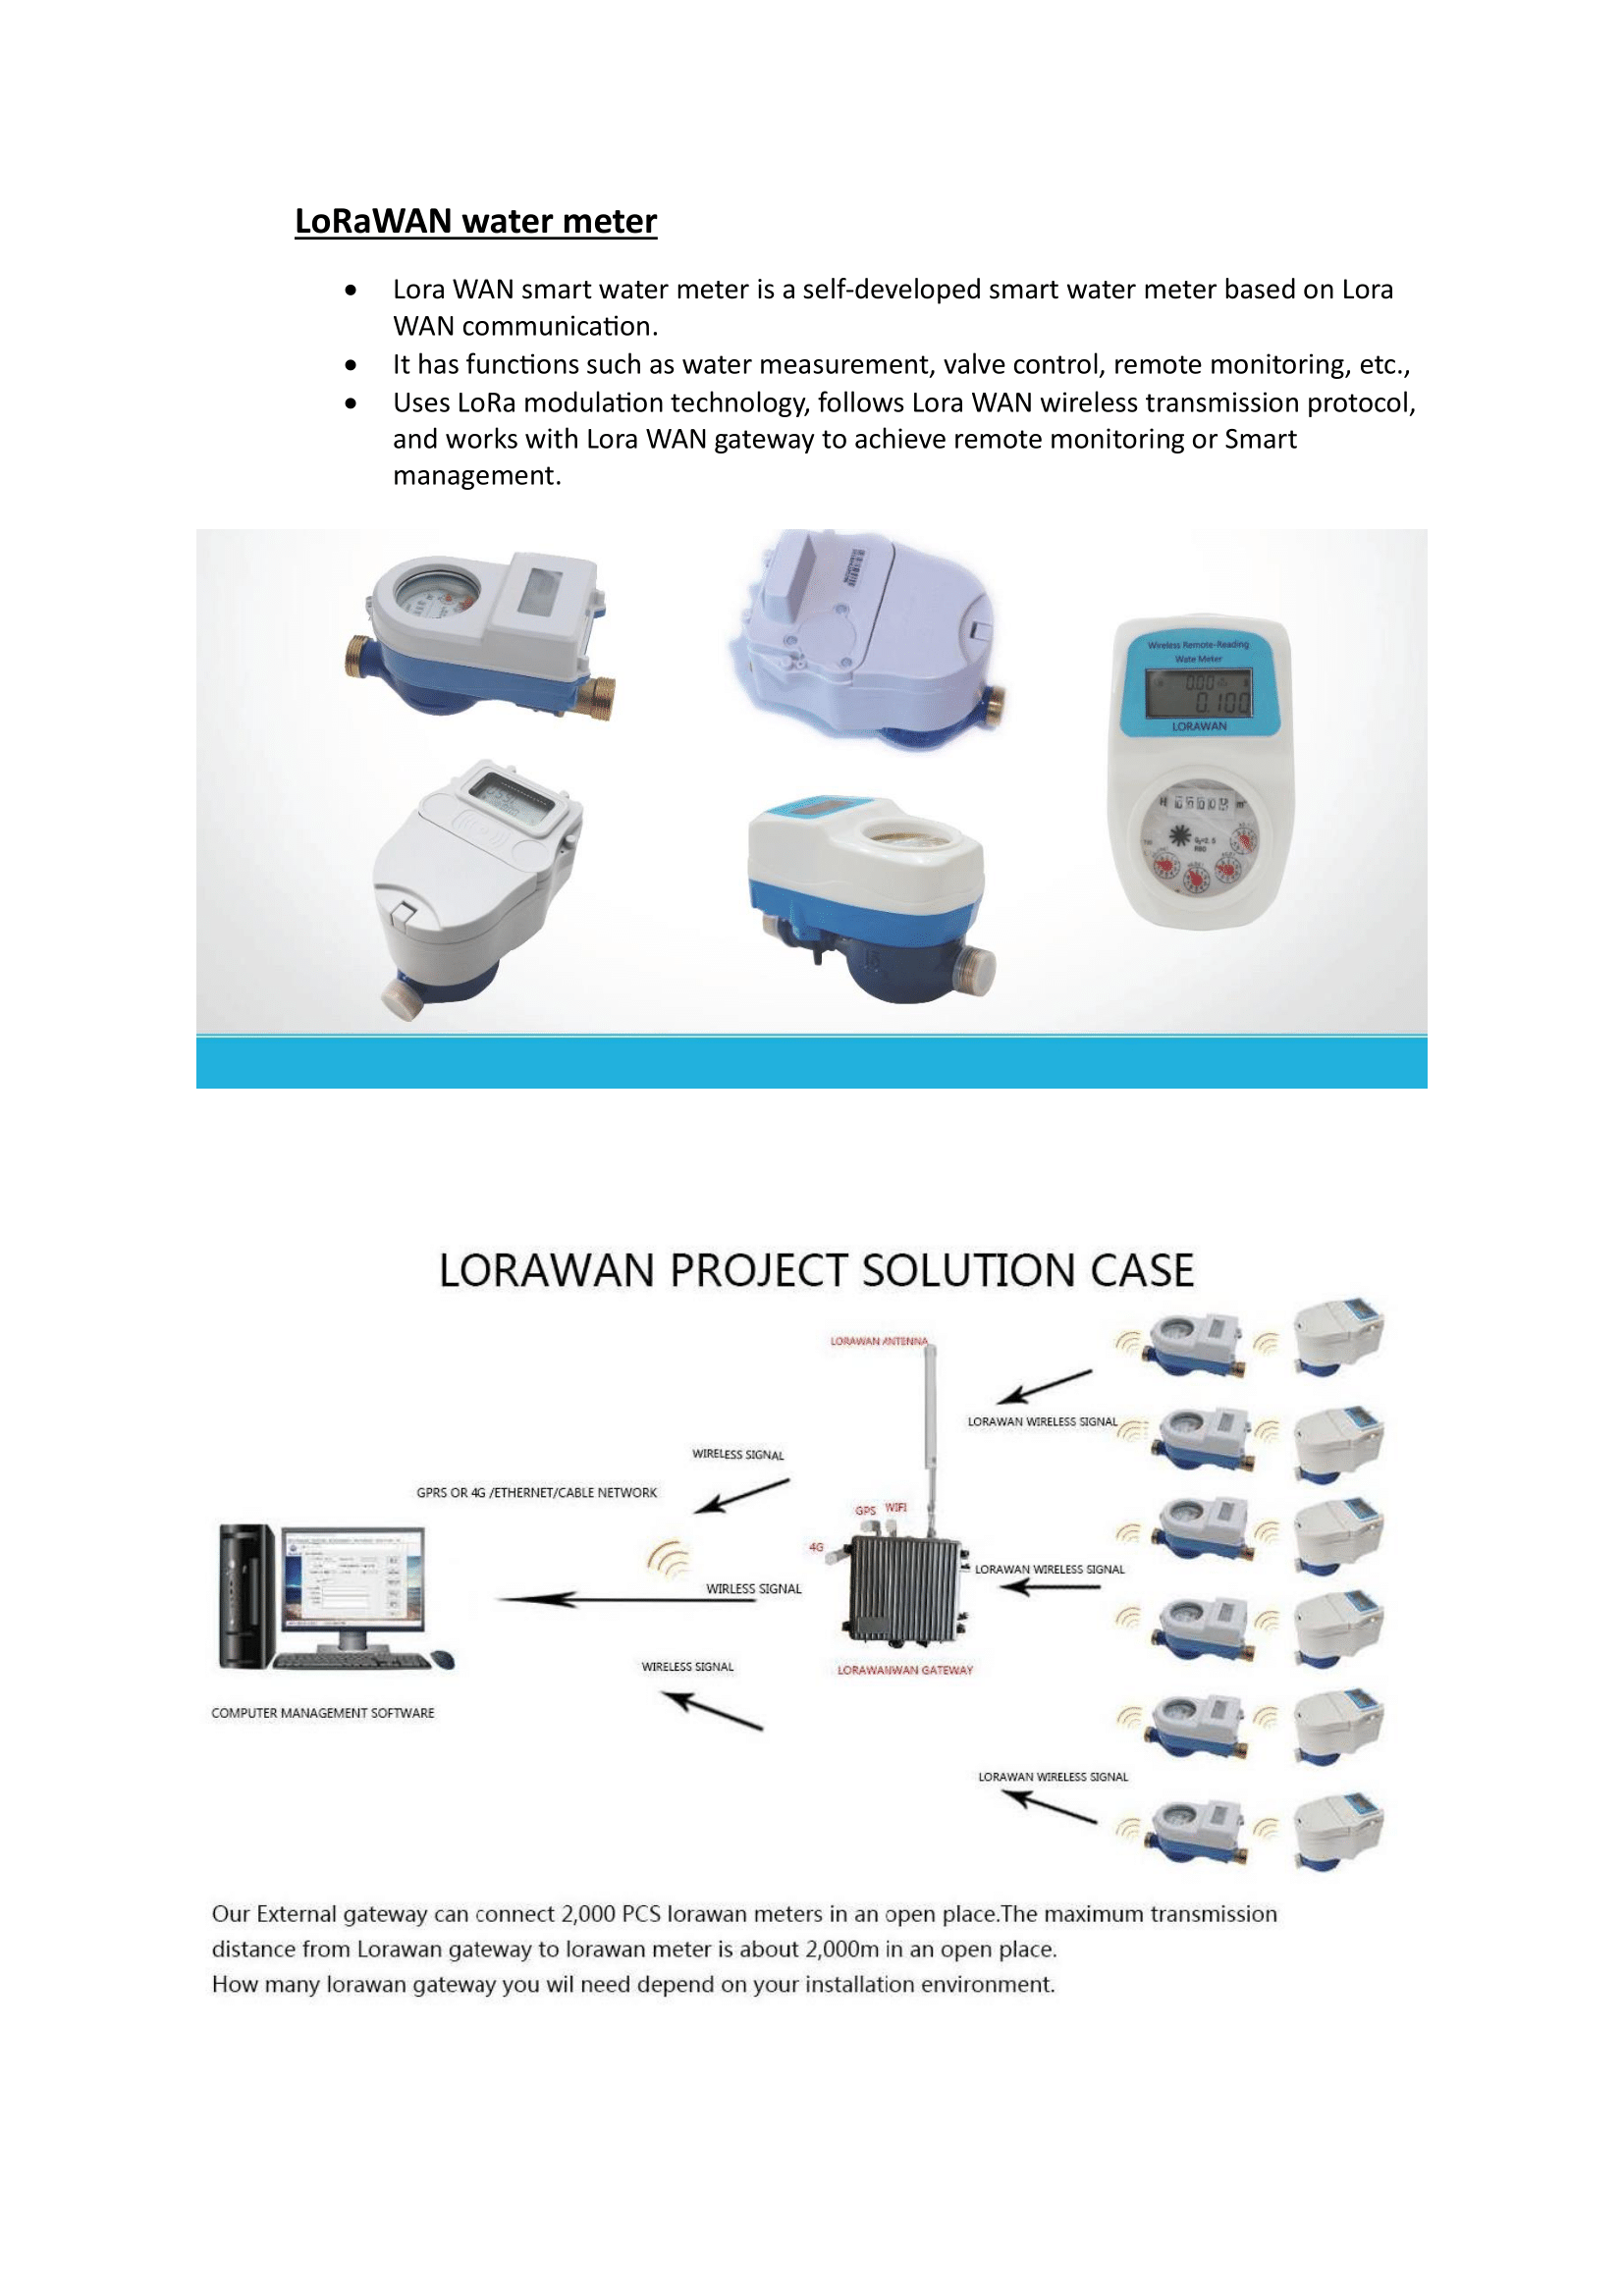 LoRaWAN water meter
• Lora WAN smart water meter is a self-developed smart water meter based on Lora
WAN communication.
• It has functions such as water measurement, valve control, remote monitoring, etc.,
• Uses LoRa modulation technology, follows Lora WAN wireless transmission protocol,
and works with Lora WAN gateway to achieve remote monitoring or Smart
management.
Wireless Remote-Reading
Wate Meter
0.00
0.100
LORAWAN
LORAWAN PROJECT SOLUTION CASE
LORAWAN ANTENNA
LORAWAN WIRELESS SIGNAL
WIRELESS SIGNAL
GPRS OR 4G /ETHERNET/CABLE NETWORK
GPS WIFI
4G
LORAWAN WIRELESS SIGNAL
WIRLESS SIGNAL
WIRELESS SIGNAL
LORAWANWAN GATEWAY
COMPUTER MANAGEMENT SOFTWARE
LORAWAN WIRELESS SIGNAL
Our External gateway can connect 2,000 PCS lorawan meters in an open place.The maximum transmission
distance from Lorawan gateway to lorawan meter is about 2,000m in an open place.
How many lorawan gateway you wil need depend on your installation environment.